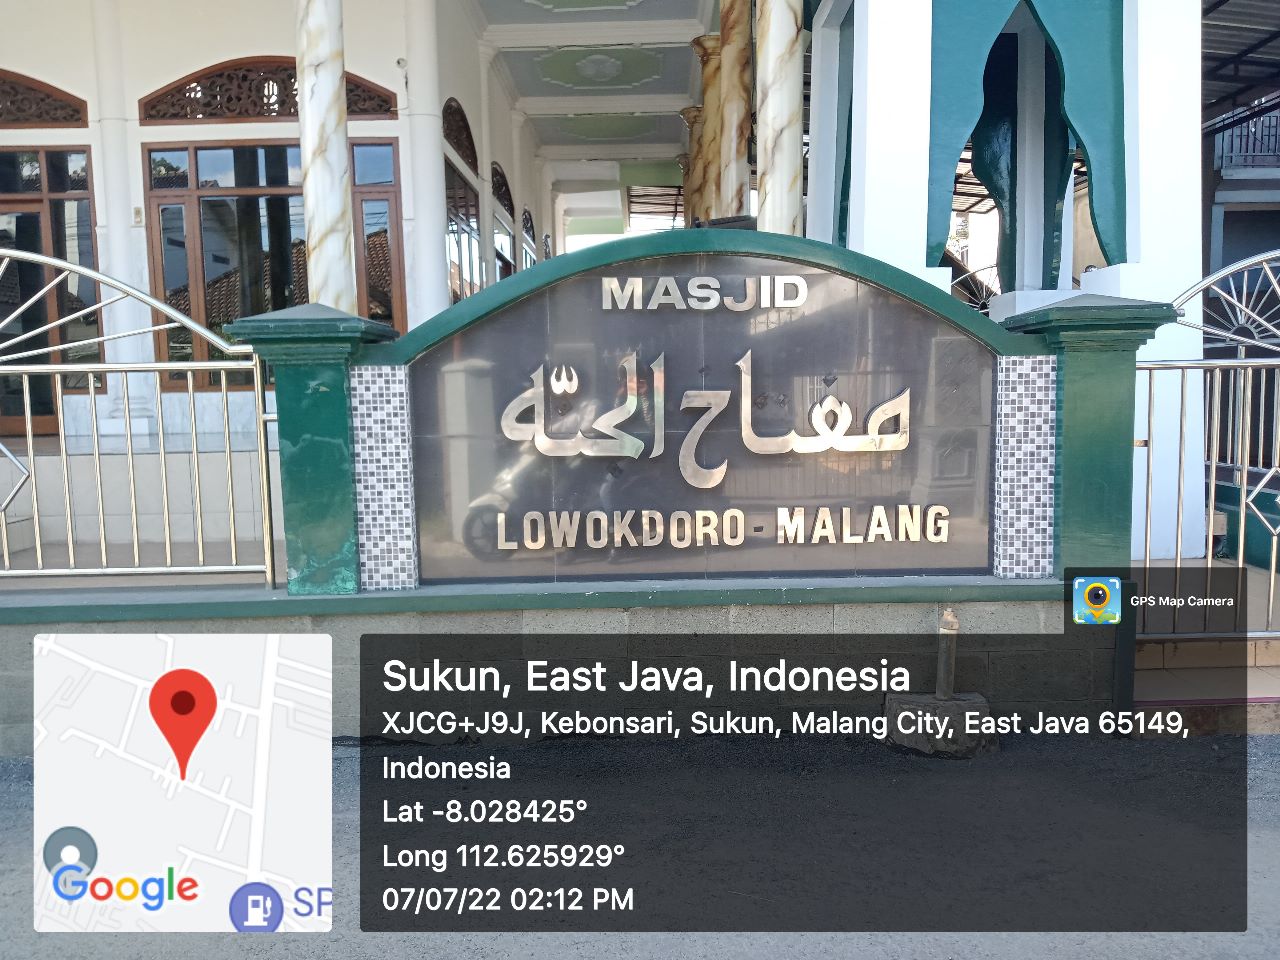 MASJID
مفتاح الجنّة
LOWOKDORO-MALANG
GPS Map Camera
Sukun, East Java, Indonesia
XJCG+J9J, Kebonsari, Sukun, Malang City, East Java 65149,
Indonesia
Lat -8.028425°
Long 112.625929°
07/07/22 02:12 PM
Google
SP